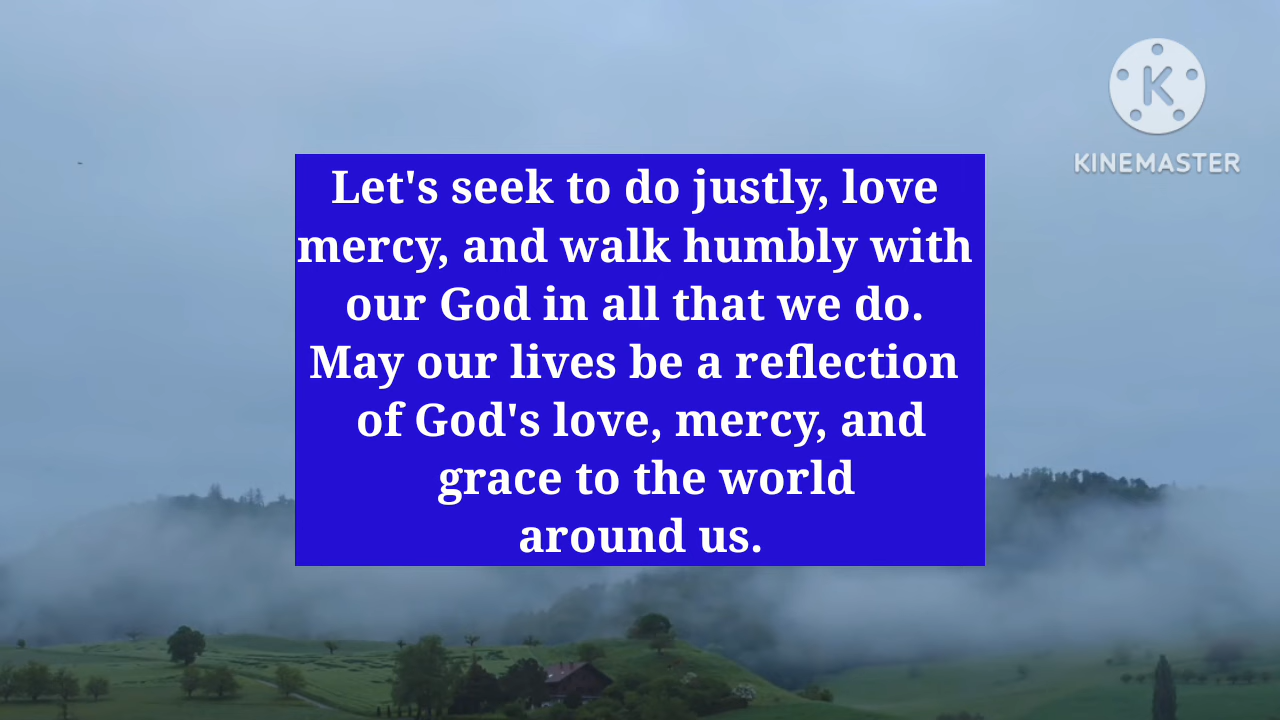 K
KINEMASTER
Let's seek to do justly, love
mercy, and walk humbly with
our God in all that we do.
May our lives be a reflection
of God's love, mercy, and
grace to the world
around us.